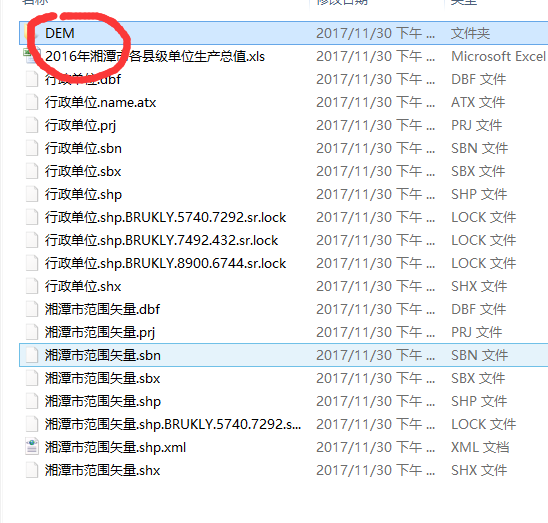 名称 修改日期 类型
DEM 2017/11/30 下午 ... 文件夹
2016年湘潭市各县级单位生产总值.xls 2017/11/30 下午 ... Microsoft Excel
行政单位.dbf 2017/11/30 下午 ... DBF 文件
行政单位.name.atx 2017/11/30 下午 ... ATX 文件
行政单位.prj 2017/11/30 下午 ... PRJ 文件
行政单位.sbn 2017/11/30 下午 ... SBN 文件
行政单位.sbx 2017/11/30 下午 ... SBX 文件
行政单位.shp 2017/11/30 下午 ... SHP 文件
行政单位.shp.BRUKLY.5740.7292.sr.lock 2017/11/30 下午 ... LOCK 文件
行政单位.shp.BRUKLY.7492.432.sr.lock 2017/11/30 下午 ... LOCK 文件
行政单位.shp.BRUKLY.8900.6744.sr.lock 2017/11/30 下午 ... LOCK 文件
行政单位.shx 2017/11/30 下午 ... SHX 文件
湘潭市范围矢量.dbf 2017/11/30 下午 ... DBF 文件
湘潭市范围矢量.prj 2017/11/30 下午 ... PRJ 文件
湘潭市范围矢量.sbn 2017/11/30 下午 ... SBN 文件
湘潭市范围矢量.sbx 2017/11/30 下午 ... SBX 文件
湘潭市范围矢量.shp 2017/11/30 下午 ... SHP 文件
湘潭市范围矢量.shp.BRUKLY.5740.7292.s... 2017/11/30 下午 ... LOCK 文件
湘潭市范围矢量.shp.xml 2017/11/30 下午 ... XML 文档
湘潭市范围矢量.shx 2017/11/30 下午 ... SHX 文件